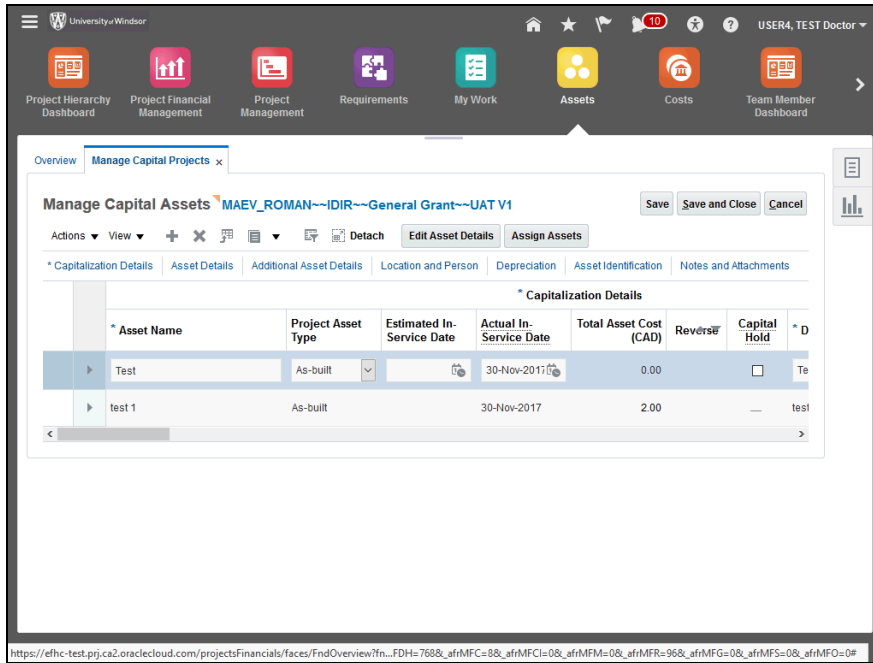 University of Windsor
10
USER4, TEST Doctor
Project Hierarchy Dashboard
Project Financial Management
Project Management
Requirements
My Work
Assets
Costs
Team Member Dashboard
Overview
Manage Capital Projects x
Manage Capital Assets MAEV_ROMAN~~IDIR~~General Grant~~UAT V1
Save Save and Close Cancel
Actions View Detach Edit Asset Details Assign Assets
* Capitalization Details Asset Details Additional Asset Details Location and Person Depreciation Asset Identification Notes and Attachments
* Capitalization Details
* Asset Name
Project Asset Type
Estimated In-Service Date
Actual In-Service Date
Total Asset Cost (CAD)
Reverse
Capital Hold
* D
Test As-built 30-Nov-2017 0.00 Te
test 1 As-built 30-Nov-2017 2.00 test
https://efhc-test.prj.ca2.oraclecloud.com/projectsFinancials/faces/FndOverview?fn...FDH=768&_afrMFC=8&_afrMFCI=0&_afrMFM=0&_afrMFR=96&_afrMFG=0&_afrMFS=0&_afrMFO=0#